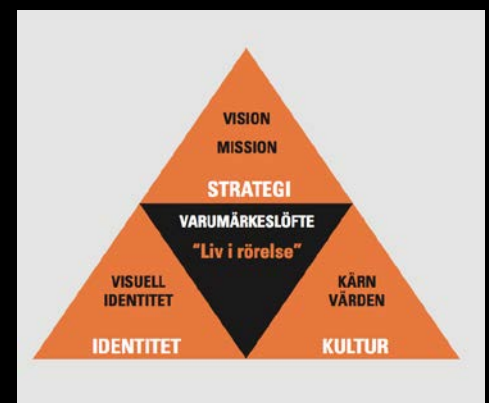 VISION
MISSION
STRATEGI
VARUMÄRKESLÖFTE
"Liv i rörelse"
VISUELL
IDENTITET
KÄRN
VÄRDEN
IDENTITET
KULTUR